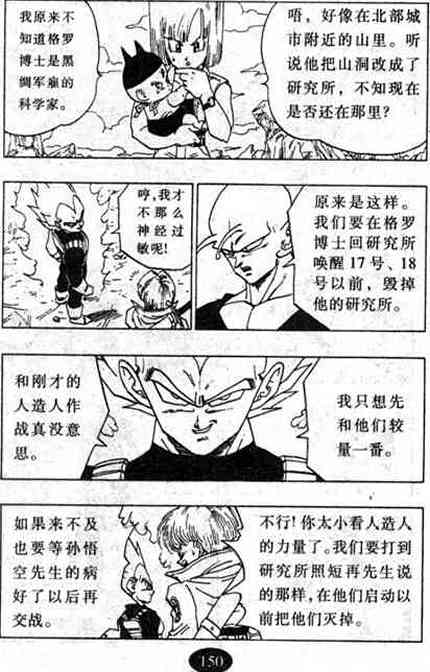 唔，好像在北部城
市附近的山里。听
说他把山洞改成了
研究所，不知现在
是否还在那里？
我原来不
知道格罗
博士是黑
绸军雇的
科学家。
原来是这样。
我们要在格罗
博士回研究所
唤醒17号、18
号以前，毁掉
他的研究所。
哼，我才
不那么
神经过
敏呢！
我只想先
和他们较
量一番。
和刚才的
人造人作
战真没意
思。
不行！你太小看人造人
的力量了。我们要打到
研究所照短再先生说
的那样，在他们启动以
前把他们灭掉。
如果来不及
也要等孙悟
空先生的病
好了以后再
交战。
150